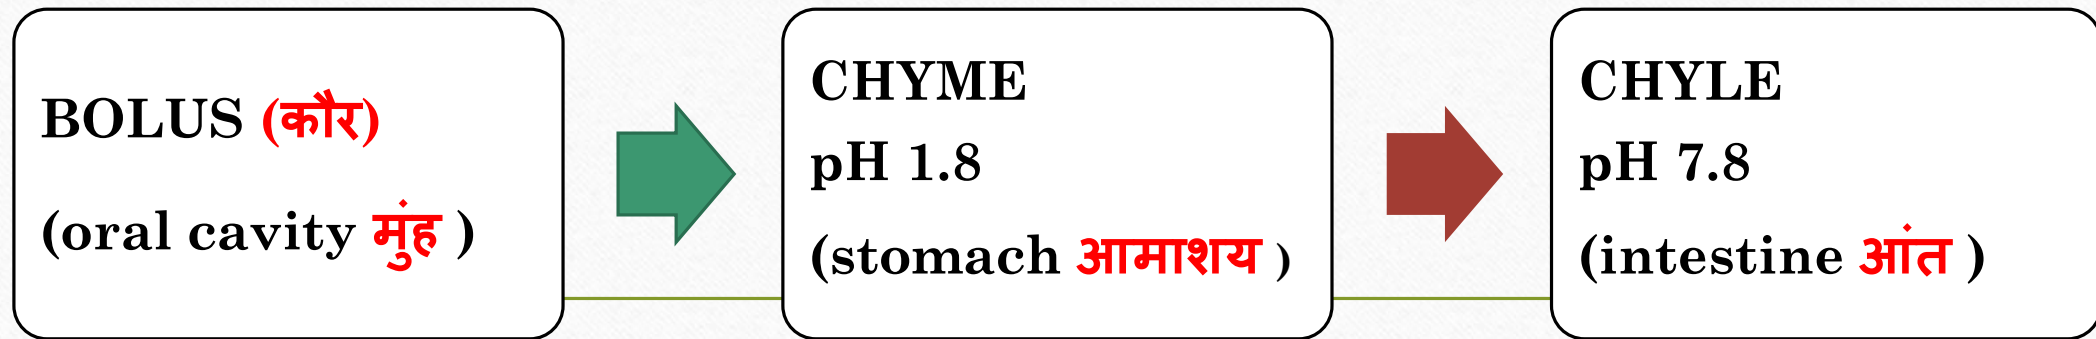 BOLUS (कौर)
(oral cavity मुंह )
CHYME
pH 1.8
(stomach आमाशय )
CHYLE
pH 7.8
(intestine आंत )